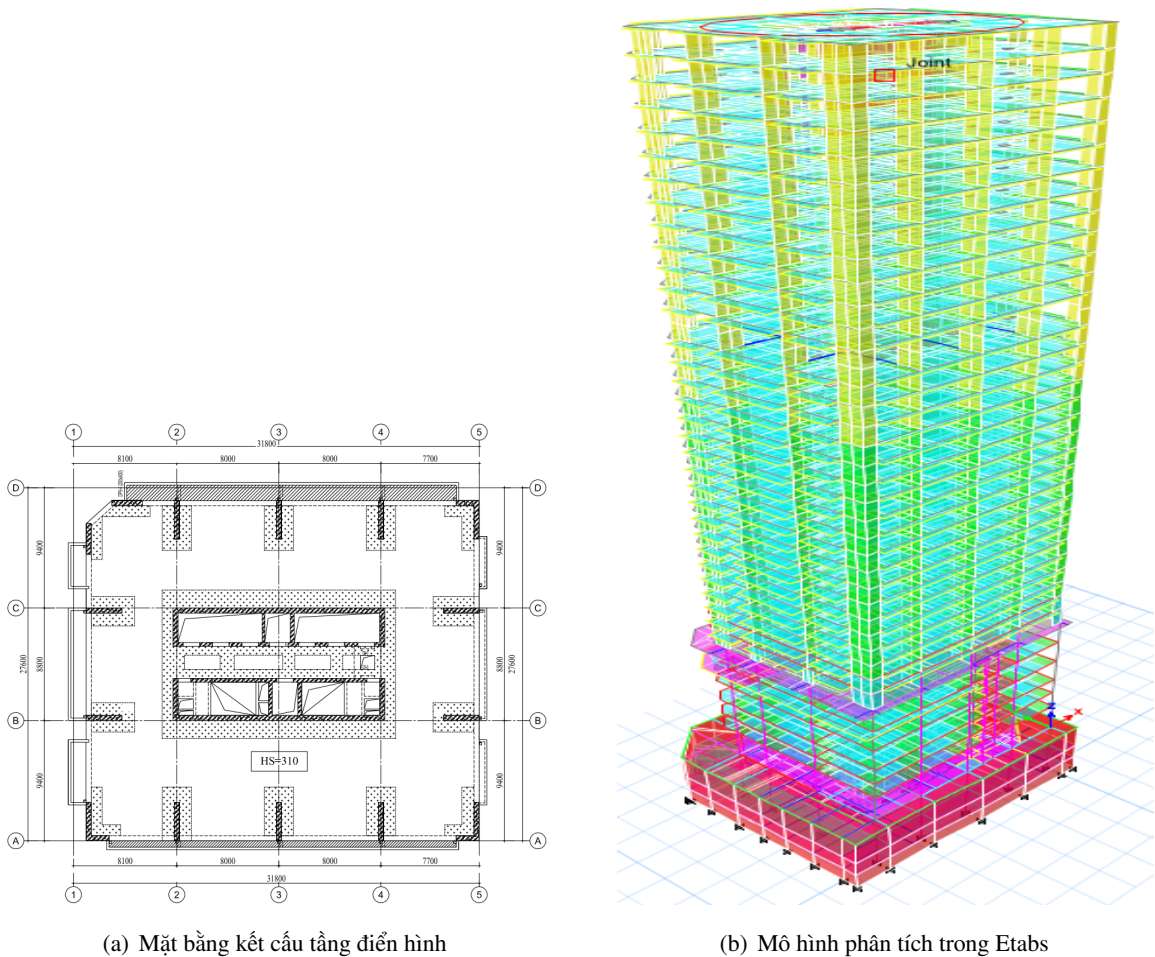 Joint
1 2 3 4 5
31800
8100 8000 8000 7700
D D
9400 9400
C C
27600 8800 8800 27600
B B
HS=310
9400 9400
A A
8100 8000 8000 7700
31800
1 2 3 4 5
Z X
(a) Mặt bằng kết cấu tầng điển hình
(b) Mô hình phân tích trong Etabs